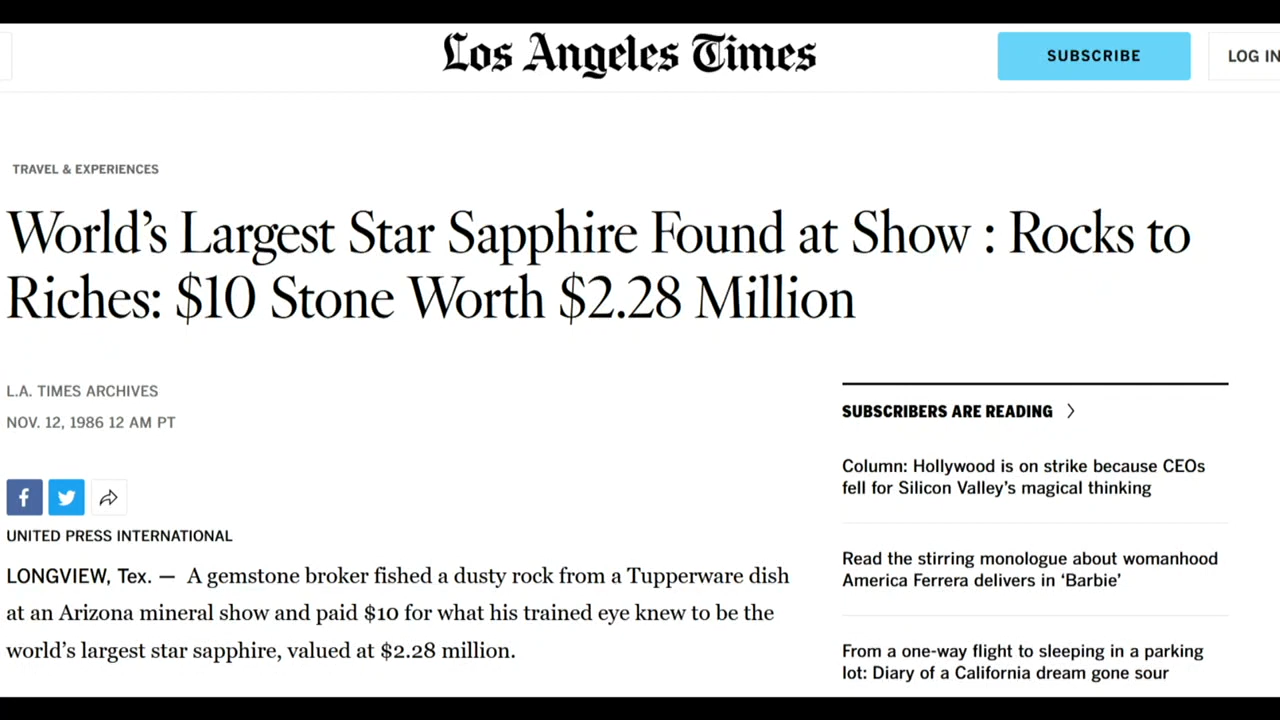 Los Angeles Times
SUBSCRIBE
LOG IN
TRAVEL & EXPERIENCES
World’s Largest Star Sapphire Found at Show : Rocks to
Riches: $10 Stone Worth $2.28 Million
L.A. TIMES ARCHIVES
NOV. 12, 1986 12 AM PT
UNITED PRESS INTERNATIONAL
LONGVIEW, Tex. — A gemstone broker fished a dusty rock from a Tupperware dish
at an Arizona mineral show and paid $10 for what his trained eye knew to be the
world’s largest star sapphire, valued at $2.28 million.
SUBSCRIBERS ARE READING
Column: Hollywood is on strike because CEOs
fell for Silicon Valley’s magical thinking
Read the stirring monologue about womanhood
America Ferrera delivers in ‘Barbie’
From a one-way flight to sleeping in a parking
lot: Diary of a California dream gone sour